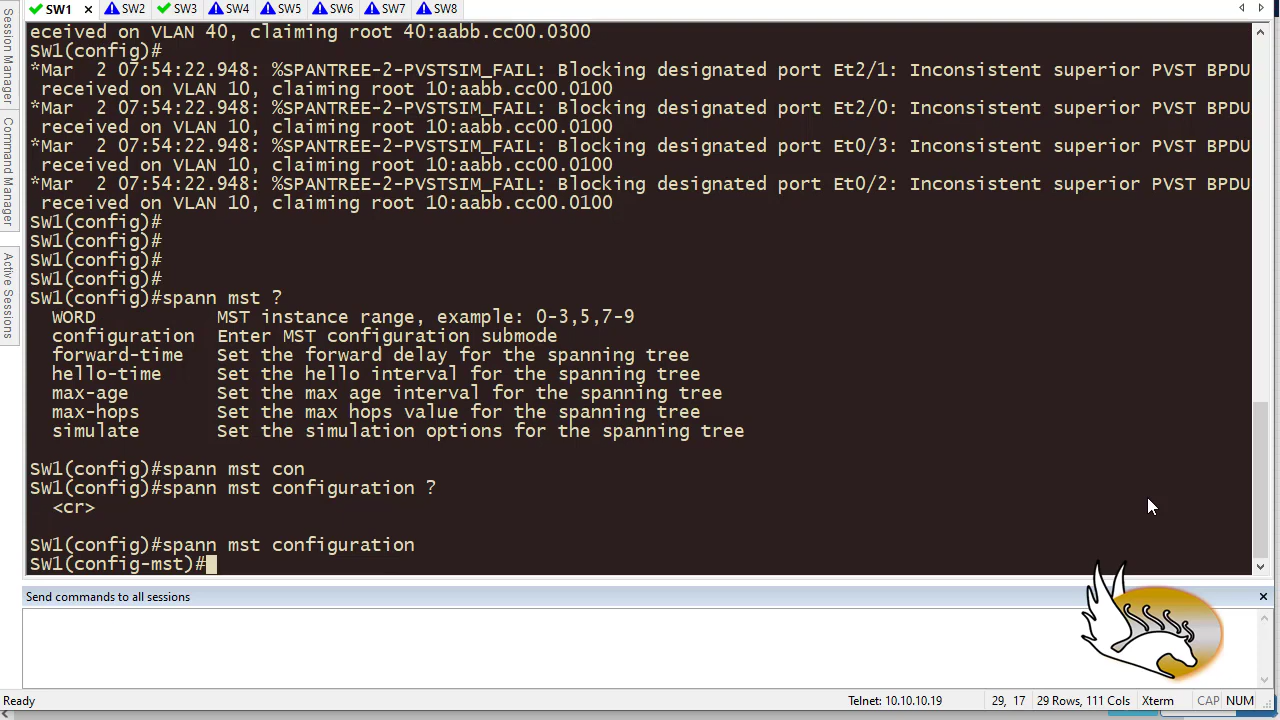 SW1 SW2 SW3 SW4 SW5 SW6 SW7 SW8
Session Manager
Command Manager
Active Sessions
eceived on VLAN 40, claiming root 40:aabb.cc00.0300
SW1(config)#
*Mar  2 07:54:22.948: %SPANTREE-2-PVSTSIM_FAIL: Blocking designated port Et2/1: Inconsistent superior PVST BPDU
 received on VLAN 10, claiming root 10:aabb.cc00.0100
*Mar  2 07:54:22.948: %SPANTREE-2-PVSTSIM_FAIL: Blocking designated port Et2/0: Inconsistent superior PVST BPDU
 received on VLAN 10, claiming root 10:aabb.cc00.0100
*Mar  2 07:54:22.948: %SPANTREE-2-PVSTSIM_FAIL: Blocking designated port Et0/3: Inconsistent superior PVST BPDU
 received on VLAN 10, claiming root 10:aabb.cc00.0100
*Mar  2 07:54:22.948: %SPANTREE-2-PVSTSIM_FAIL: Blocking designated port Et0/2: Inconsistent superior PVST BPDU
 received on VLAN 10, claiming root 10:aabb.cc00.0100
SW1(config)#
SW1(config)#
SW1(config)#
SW1(config)#
SW1(config)#spann mst ?
  WORD           MST instance range, example: 0-3,5,7-9
  configuration  Enter MST configuration submode
  forward-time   Set the forward delay for the spanning tree
  hello-time     Set the hello interval for the spanning tree
  max-age        Set the max age interval for the spanning tree
  max-hops       Set the max hops value for the spanning tree
  simulate       Set the simulation options for the spanning tree
SW1(config)#spann mst con
SW1(config)#spann mst configuration ?
  <cr>
SW1(config)#spann mst configuration
SW1(config-mst)#
Send commands to all sessions
Ready Telnet: 10.10.10.19 29, 17 29 Rows, 111 Cols Xterm CAP NUM